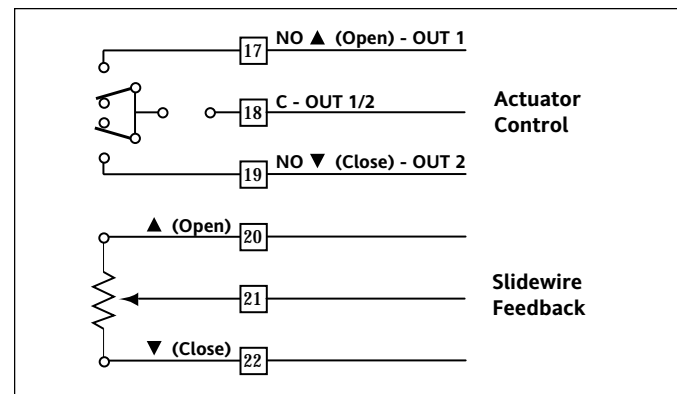 17 NO ▲ (Open) - OUT 1
18 C - OUT 1/2
Actuator
Control
19 NO ▼ (Close) - OUT 2
▲ (Open) 20
21
Slidewire
Feedback
▼ (Close) 22